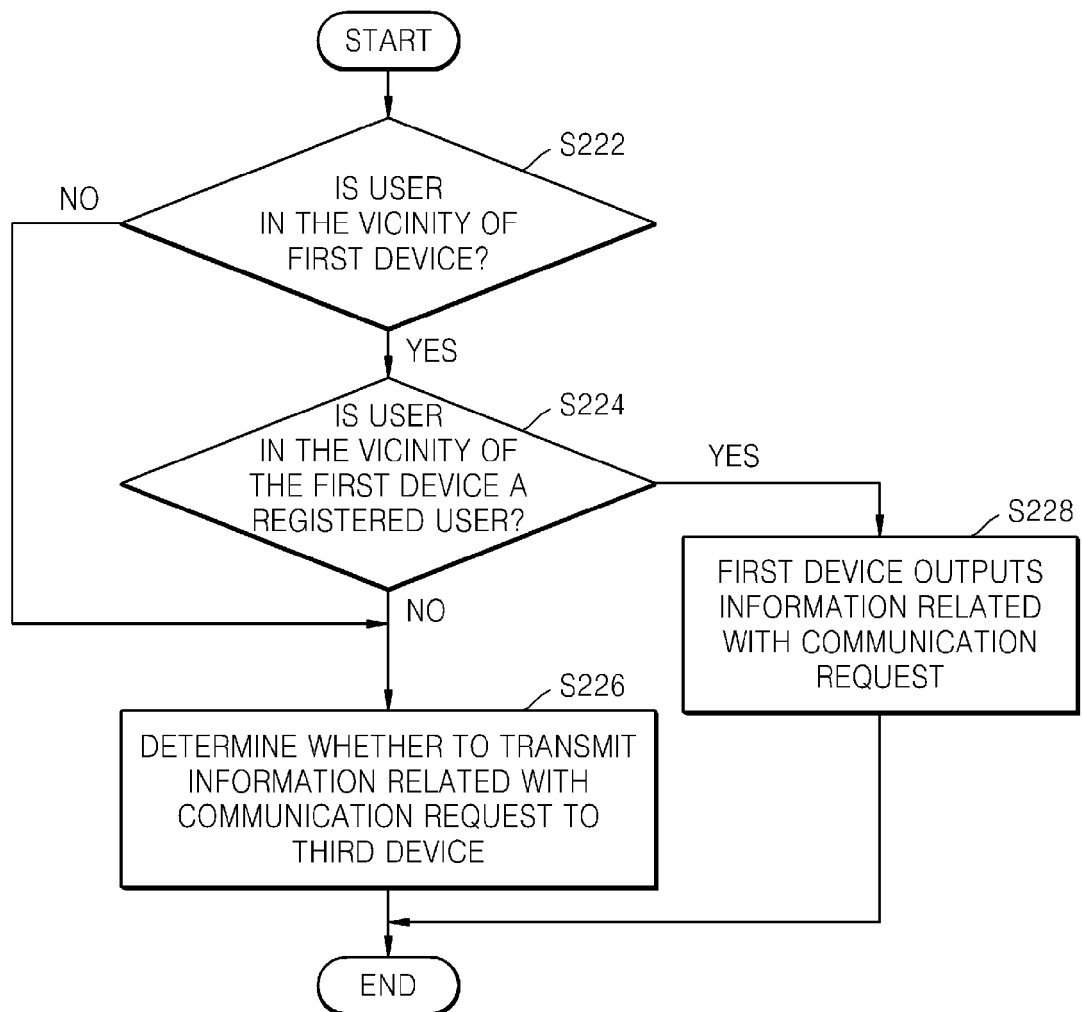 START
S222
IS USER
IN THE VICINITY OF
FIRST DEVICE?
NO
YES
S224
IS USER
IN THE VICINITY OF
THE FIRST DEVICE A
REGISTERED USER?
YES
NO
S228
FIRST DEVICE OUTPUTS
INFORMATION RELATED
WITH COMMUNICATION
REQUEST
S226
DETERMINE WHETHER TO TRANSMIT
INFORMATION RELATED WITH
COMMUNICATION REQUEST TO
THIRD DEVICE
END